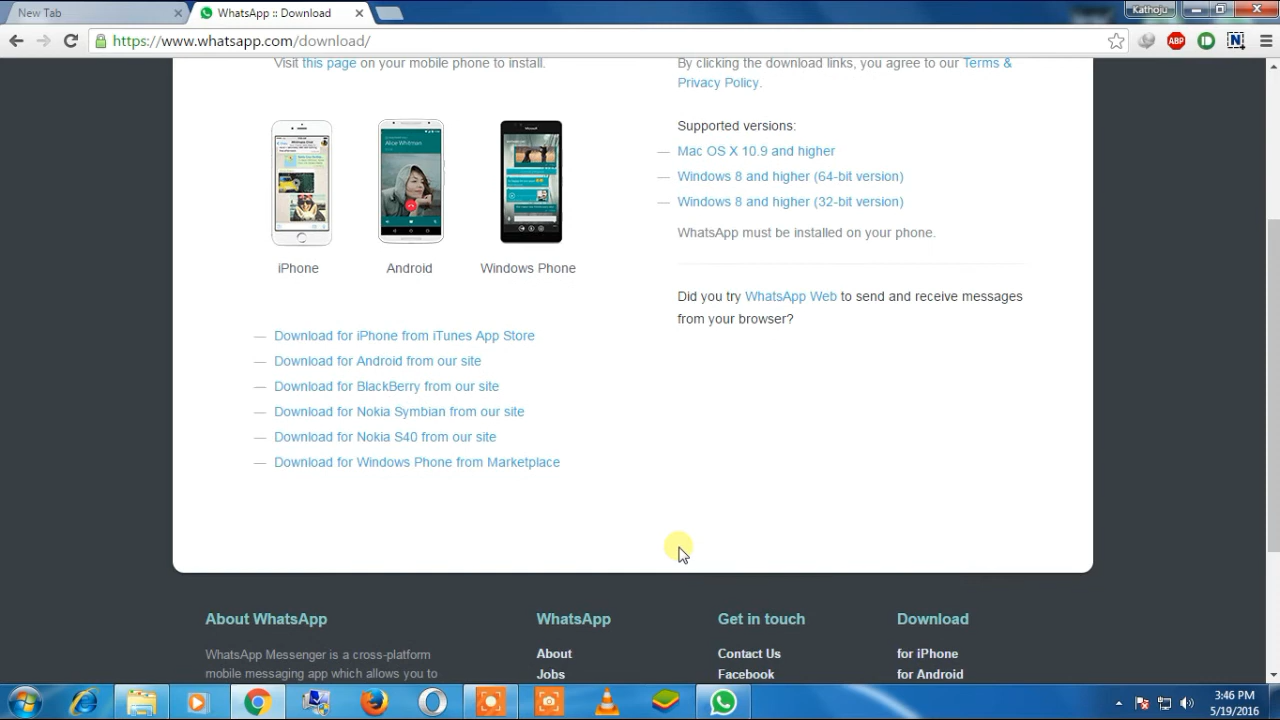 New Tab
WhatsApp :: Download
Kathoju
https://www.whatsapp.com/download/
ABP
N
Visit this page on your mobile phone to install.
By clicking the download links, you agree to our Terms &
Privacy Policy.
Supported versions:
— Mac OS X 10.9 and higher
— Windows 8 and higher (64-bit version)
— Windows 8 and higher (32-bit version)
WhatsApp must be installed on your phone.
iPhone
Android
Windows Phone
Did you try WhatsApp Web to send and receive messages
from your browser?
— Download for iPhone from iTunes App Store
— Download for Android from our site
— Download for BlackBerry from our site
— Download for Nokia Symbian from our site
— Download for Nokia S40 from our site
— Download for Windows Phone from Marketplace
About WhatsApp
WhatsApp Messenger is a cross-platform
mobile messaging app which allows you to
WhatsApp
About
Jobs
Get in touch
Contact Us
Facebook
Download
for iPhone
for Android
3:46 PM
5/19/2016